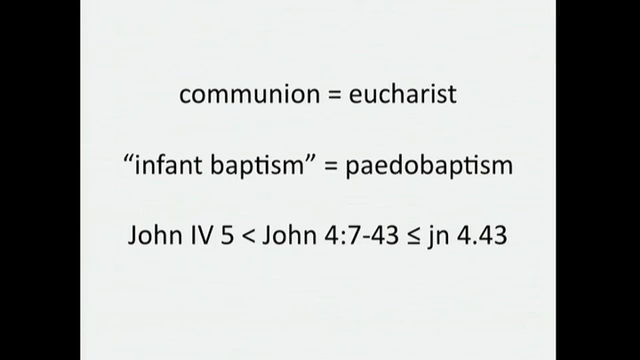 communion = eucharist
“infant baptism” = paedobaptism
John IV 5 < John 4:7-43 ≤ jn 4.43